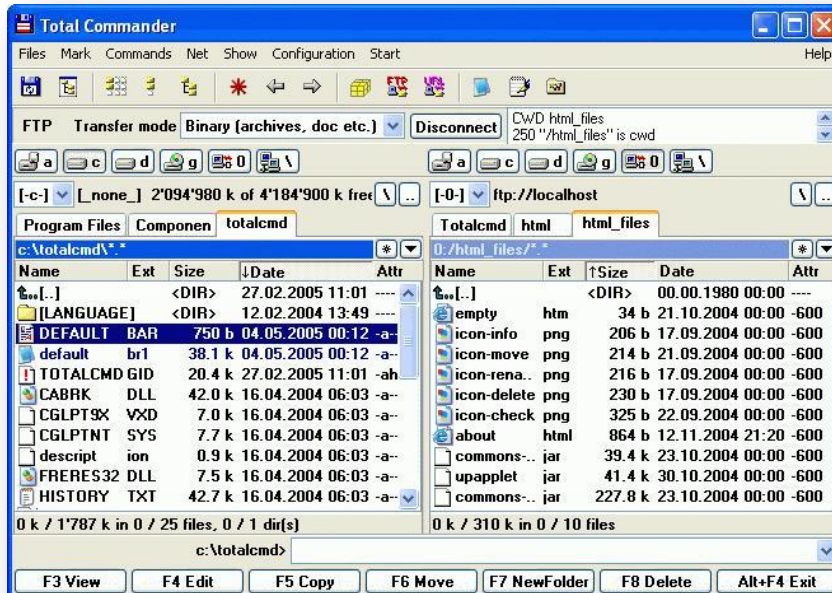 Total Commander
Files Mark Commands Net Show Configuration Start Help
FTP Transfer mode Binary (archives, doc etc.) Disconnect CWD html_files
250 "/html_files" is cwd
a c d g 0 \ a c d g 0 \
[-c-] [_none_] 2'094'980 k of 4'184'900 k free \ .. [-0-] ftp://localhost \ ..
Program Files Componen totalcmd Totalcmd html html_files
c:\totalcmd\*.* * 0:/html_files/*.* *
Name Ext Size ↓Date Attr Name Ext ↑Size Date Attr
[..] <DIR> 27.02.2005 11:01 ---- [..] <DIR> 00.00.1980 00:00 ----
[LANGUAGE] <DIR> 12.02.2004 13:49 ---- empty htm 34 b 21.10.2004 00:00 -600
DEFAULT BAR 750 b 04.05.2005 00:12 -a-- icon-info png 206 b 17.09.2004 00:00 -600
default br1 38.1 k 04.05.2005 00:12 -a-- icon-move png 214 b 21.09.2004 00:00 -600
TOTALCMD GID 20.4 k 27.02.2005 11:01 -ah icon-rena.. png 216 b 17.09.2004 00:00 -600
CABRK DLL 42.0 k 16.04.2004 06:03 -a-- icon-delete png 230 b 17.09.2004 00:00 -600
CGLPT9X VXD 7.0 k 16.04.2004 06:03 -a-- icon-check png 325 b 22.09.2004 00:00 -600
CGLPTNT SYS 7.7 k 16.04.2004 06:03 -a-- about html 864 b 12.11.2004 21:20 -600
descript ion 0.9 k 16.04.2004 06:03 -a-- commons-.. jar 39.4 k 23.10.2004 00:00 -600
FRERES32 DLL 7.5 k 16.04.2004 06:03 -a-- upapplet jar 41.4 k 30.10.2004 00:00 -600
HISTORY TXT 42.7 k 16.04.2004 06:03 -a-- commons-.. jar 227.8 k 23.10.2004 00:00 -600
0 k / 1'787 k in 0 / 25 files, 0 / 1 dir(s) 0 k / 310 k in 0 / 10 files
c:\totalcmd>
F3 View F4 Edit F5 Copy F6 Move F7 NewFolder F8 Delete Alt+F4 Exit